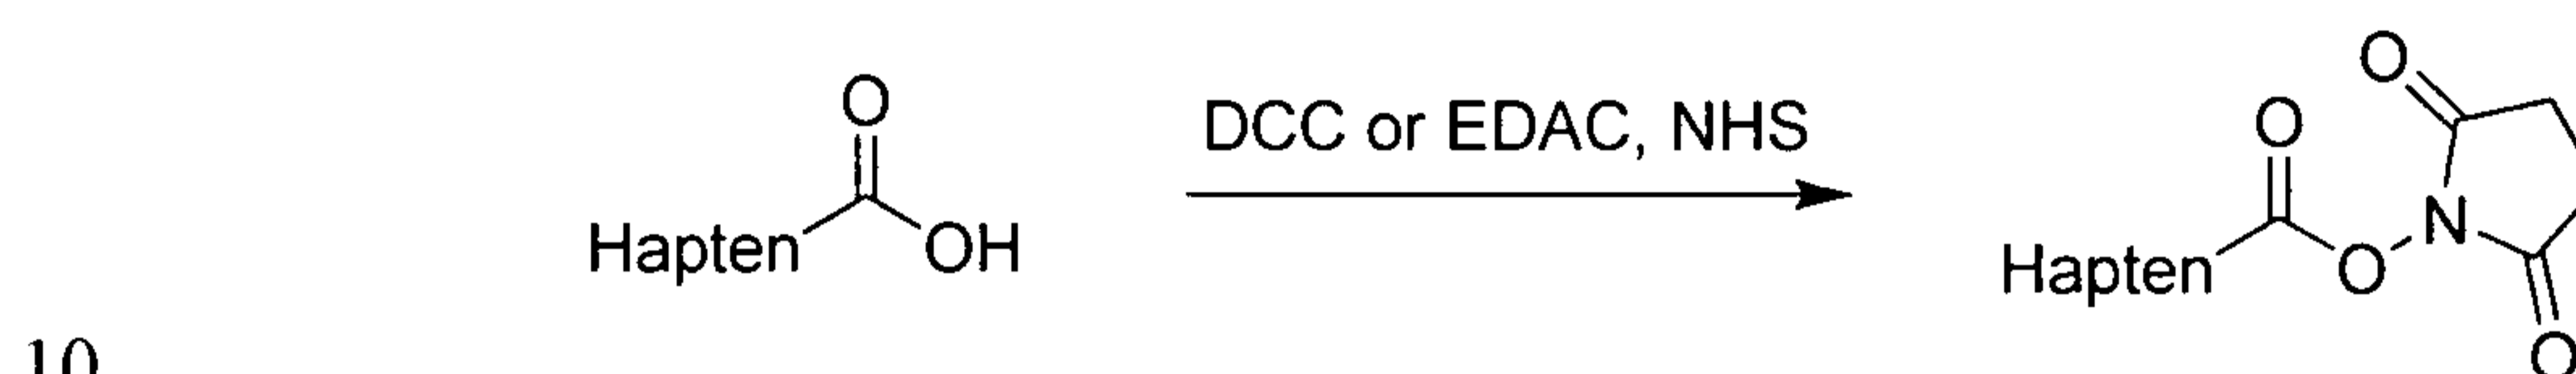 O
O
O
DCC or EDAC, NHS
Hapten
OH
Hapten
O
N
O
10